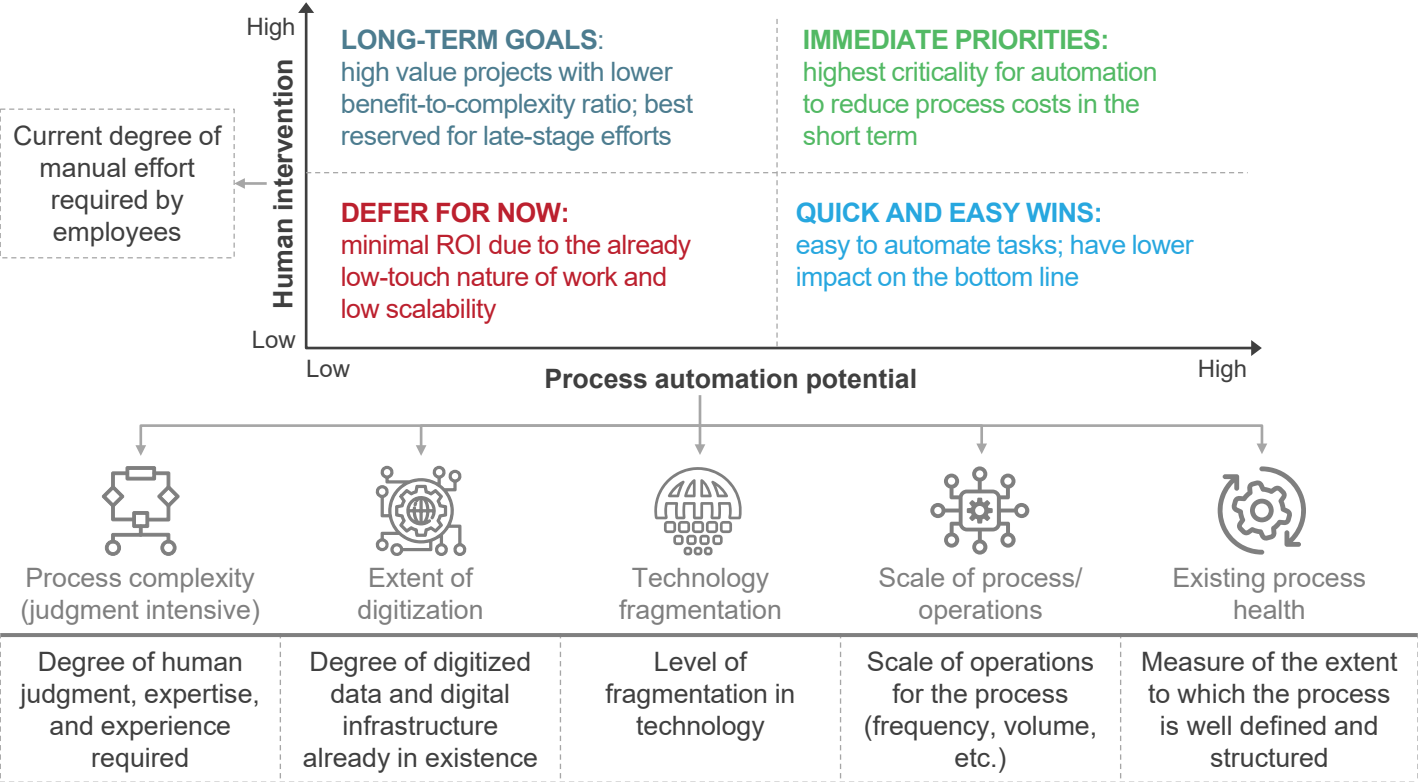 High
LONG-TERM GOALS:
high value projects with lower
benefit-to-complexity ratio; best
reserved for late-stage efforts
IMMEDIATE PRIORITIES:
highest criticality for automation
to reduce process costs in the
short term
Current degree of
manual effort
required by
employees
Human intervention
DEFER FOR NOW:
minimal ROI due to the already
low-touch nature of work and
low scalability
QUICK AND EASY WINS:
easy to automate tasks; have lower
impact on the bottom line
Low
Low
Process automation potential
High
Process complexity
(judgment intensive)
Extent of
digitization
Technology
fragmentation
Scale of process/
operations
Existing process
health
Degree of human
judgment, expertise,
and experience
required
Degree of digitized
data and digital
infrastructure
already in existence
Level of
fragmentation in
technology
Scale of operations
for the process
(frequency, volume,
etc.)
Measure of the extent
to which the process
is well defined and
structured